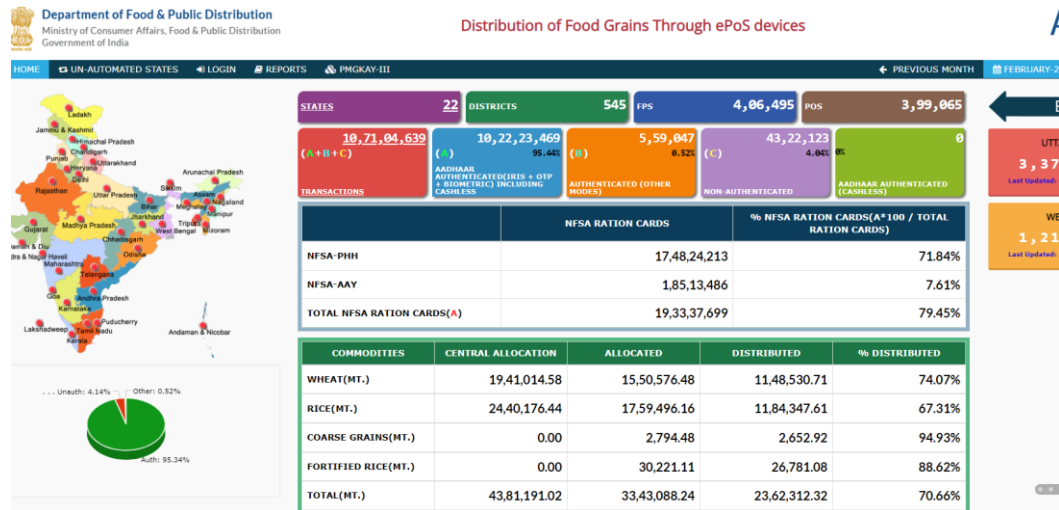 Department of Food & Public Distribution
Ministry of Consumer Affairs, Food & Public Distribution
Government of India
Distribution of Food Grains Through ePoS devices
HOME UN-AUTOMATED STATES LOGIN REPORTS PMGKAY-III PREVIOUS MONTH FEBRUARY-2
Ladakh
Jammu & Kashmir
Himachal Pradesh
Chandigarh
Punjab
Uttarakhand
Haryana
Delhi
Arunachal Pradesh
Sikkim
Rajasthan
Uttar Pradesh
Assam
Nagaland
Bihar
Meghalay
Manipur
Jharkhand
Tripura
Gujarat
Madhya Pradesh
West Bengal
Mizoram
Chhattisgarh
Odisha
Maharashtra
Telangana
Goa
Andhra Pradesh
Karnataka
Puducherry
Lakshadweep
Tamil Nadu
Andaman & Nicobar
Kerala
STATES 22 DISTRICTS 545 FPS 4,06,495 POS 3,99,065
10,71,04,639
(A+B+C)
TRANSACTIONS
10,22,23,469
(A) 95.44%
AADHAAR
AUTHENTICATED(IRIS + OTP
+ BIOMETRIC) INCLUDING
CASHLESS
5,59,047
(B) 0.52%
AUTHENTICATED (OTHER
MODES)
43,22,123
(C) 4.04%
NON-AUTHENTICATED
0
0%
AADHAAR AUTHENTICATED
(CASHLESS)
NFSA RATION CARDS % NFSA RATION CARDS(A*100 / TOTAL
RATION CARDS)
NFSA-PHH 17,48,24,213 71.84%
NFSA-AAY 1,85,13,486 7.61%
TOTAL NFSA RATION CARDS(A) 19,33,37,699 79.45%
COMMODITIES CENTRAL ALLOCATION ALLOCATED DISTRIBUTED % DISTRIBUTED
WHEAT(MT.) 19,41,014.58 15,50,576.48 11,48,530.71 74.07%
RICE(MT.) 24,40,176.44 17,59,496.16 11,84,347.61 67.31%
COARSE GRAINS(MT.) 0.00 2,794.48 2,652.92 94.93%
FORTIFIED RICE(MT.) 0.00 30,221.11 26,781.08 88.62%
TOTAL(MT.) 43,81,191.02 33,43,088.24 23,62,312.32 70.66%
Unauth: 4.14% Other: 0.52%
Auth: 95.34%
UTT
3,37
Last Updated:
WE
1,21
Last Updated: